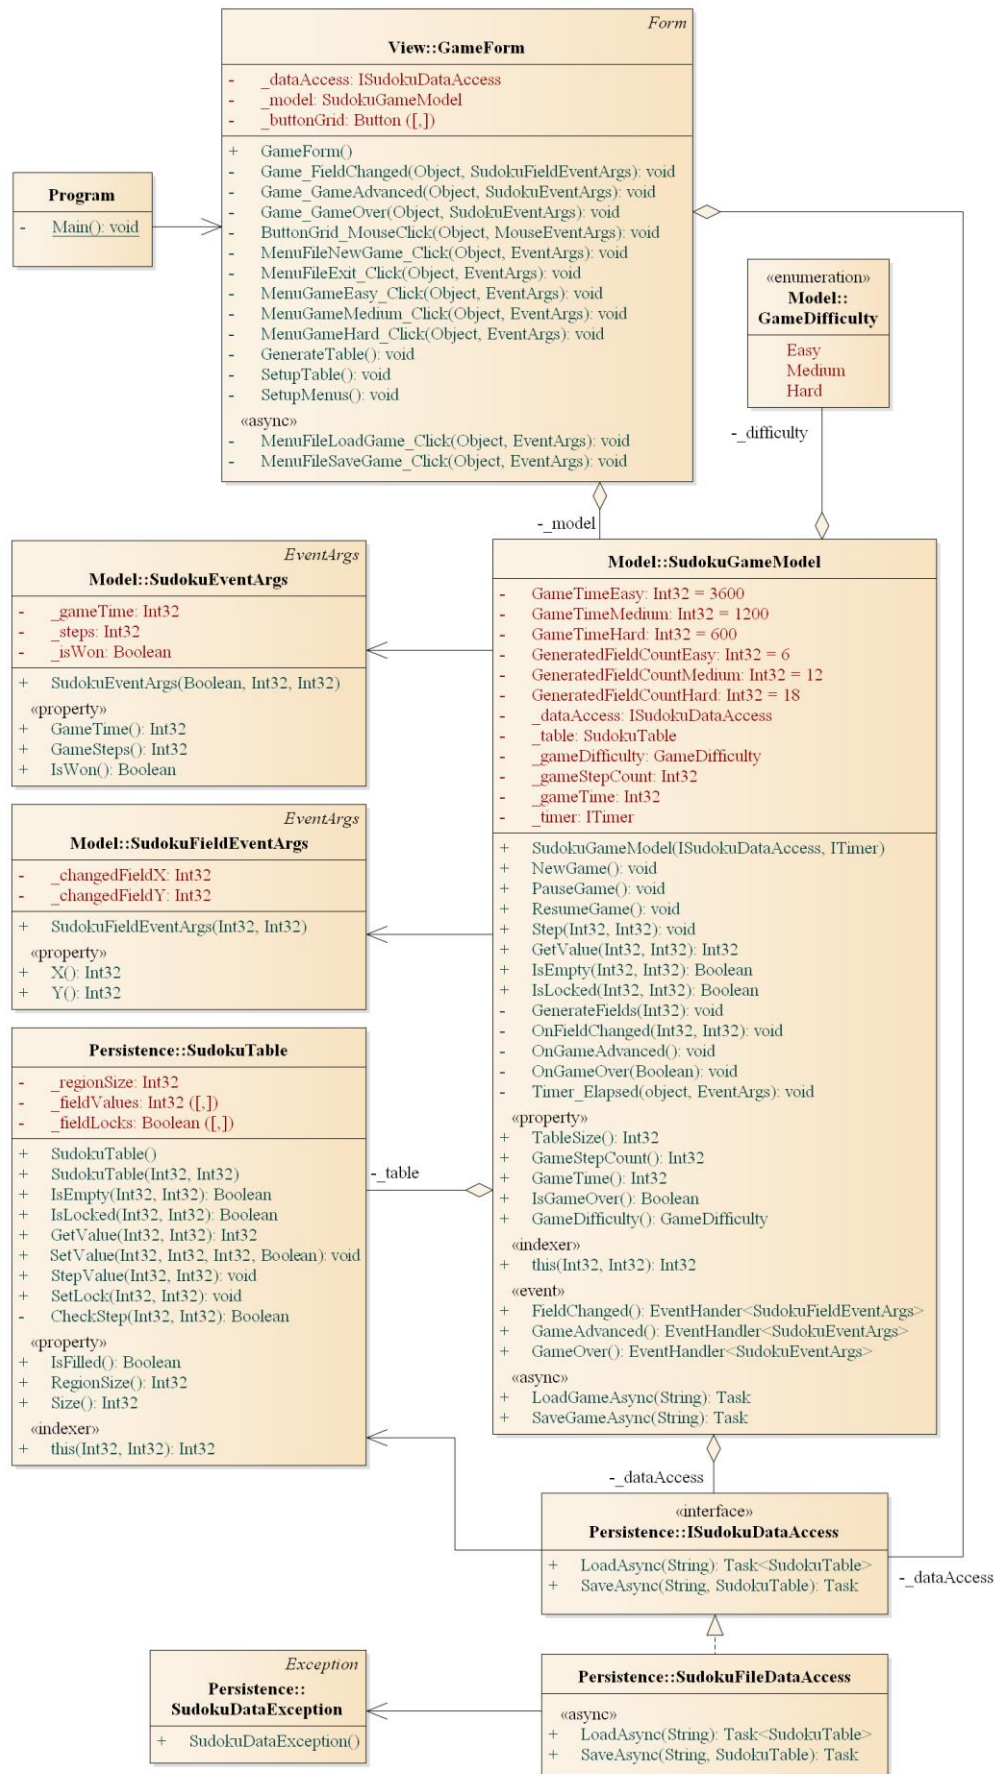 Form
View::GameForm
- _dataAccess: ISudokuDataAccess
- _model: SudokuGameModel
- _buttonGrid: Button ([,])
+ GameForm()
- Game_FieldChanged(Object, SudokuFieldEventArgs): void
- Game_GameAdvanced(Object, SudokuEventArgs): void
- Game_GameOver(Object, SudokuEventArgs): void
- ButtonGrid_MouseClick(Object, MouseEventArgs): void
- MenuFileNewGame_Click(Object, EventArgs): void
- MenuFileExit_Click(Object, EventArgs): void
- MenuGameEasy_Click(Object, EventArgs): void
- MenuGameMedium_Click(Object, EventArgs): void
- MenuGameHard_Click(Object, EventArgs): void
- GenerateTable(): void
- SetupTable(): void
- SetupMenus(): void
«async»
- MenuFileLoadGame_Click(Object, EventArgs): void
- MenuFileSaveGame_Click(Object, EventArgs): void
Program
- Main(): void
«enumeration»
Model::
GameDifficulty
Easy
Medium
Hard
-_difficulty
-_model
EventArgs
Model::SudokuEventArgs
- _gameTime: Int32
- _steps: Int32
- _isWon: Boolean
+ SudokuEventArgs(Boolean, Int32, Int32)
«property»
+ GameTime(): Int32
+ GameSteps(): Int32
+ IsWon(): Boolean
EventArgs
Model::SudokuFieldEventArgs
- _changedFieldX: Int32
- _changedFieldY: Int32
+ SudokuFieldEventArgs(Int32, Int32)
«property»
+ X(): Int32
+ Y(): Int32
Persistence::SudokuTable
- _regionSize: Int32
- _fieldValues: Int32 ([,])
- _fieldLocks: Boolean ([,])
+ SudokuTable()
+ SudokuTable(Int32, Int32)
+ IsEmpty(Int32, Int32): Boolean
+ IsLocked(Int32, Int32): Boolean
+ GetValue(Int32, Int32): Int32
+ SetValue(Int32, Int32, Int32, Boolean): void
+ StepValue(Int32, Int32): void
+ SetLock(Int32, Int32): void
- CheckStep(Int32, Int32): Boolean
«property»
+ IsFilled(): Boolean
+ RegionSize(): Int32
+ Size(): Int32
«indexer»
+ this(Int32, Int32): Int32
-_table
Model::SudokuGameModel
- GameTimeEasy: Int32 = 3600
- GameTimeMedium: Int32 = 1200
- GameTimeHard: Int32 = 600
- GeneratedFieldCountEasy: Int32 = 6
- GeneratedFieldCountMedium: Int32 = 12
- GeneratedFieldCountHard: Int32 = 18
- _dataAccess: ISudokuDataAccess
- _table: SudokuTable
- _gameDifficulty: GameDifficulty
- _gameStepCount: Int32
- _gameTime: Int32
- _timer: ITimer
+ SudokuGameModel(ISudokuDataAccess, ITimer)
+ NewGame(): void
+ PauseGame(): void
+ ResumeGame(): void
+ Step(Int32, Int32): void
+ GetValue(Int32, Int32): Int32
+ IsEmpty(Int32, Int32): Boolean
+ IsLocked(Int32, Int32): Boolean
- GenerateFields(Int32): void
- OnFieldChanged(Int32, Int32): void
- OnGameAdvanced(): void
- OnGameOver(Boolean): void
- Timer_Elapsed(object, EventArgs): void
«property»
+ TableSize(): Int32
+ GameStepCount(): Int32
+ GameTime(): Int32
+ IsGameOver(): Boolean
+ GameDifficulty(): GameDifficulty
«indexer»
+ this(Int32, Int32): Int32
«event»
+ FieldChanged(): EventHander<SudokuFieldEventArgs>
+ GameAdvanced(): EventHandler<SudokuEventArgs>
+ GameOver(): EventHandler<SudokuEventArgs>
«async»
+ LoadGameAsync(String): Task
+ SaveGameAsync(String): Task
-_dataAccess
«interface»
Persistence::ISudokuDataAccess
+ LoadAsync(String): Task<SudokuTable>
+ SaveAsync(String, SudokuTable): Task
-_dataAccess
Exception
Persistence::
SudokuDataException
+ SudokuDataException()
Persistence::SudokuFileDataAccess
«async»
+ LoadAsync(String): Task<SudokuTable>
+ SaveAsync(String, SudokuTable): Task